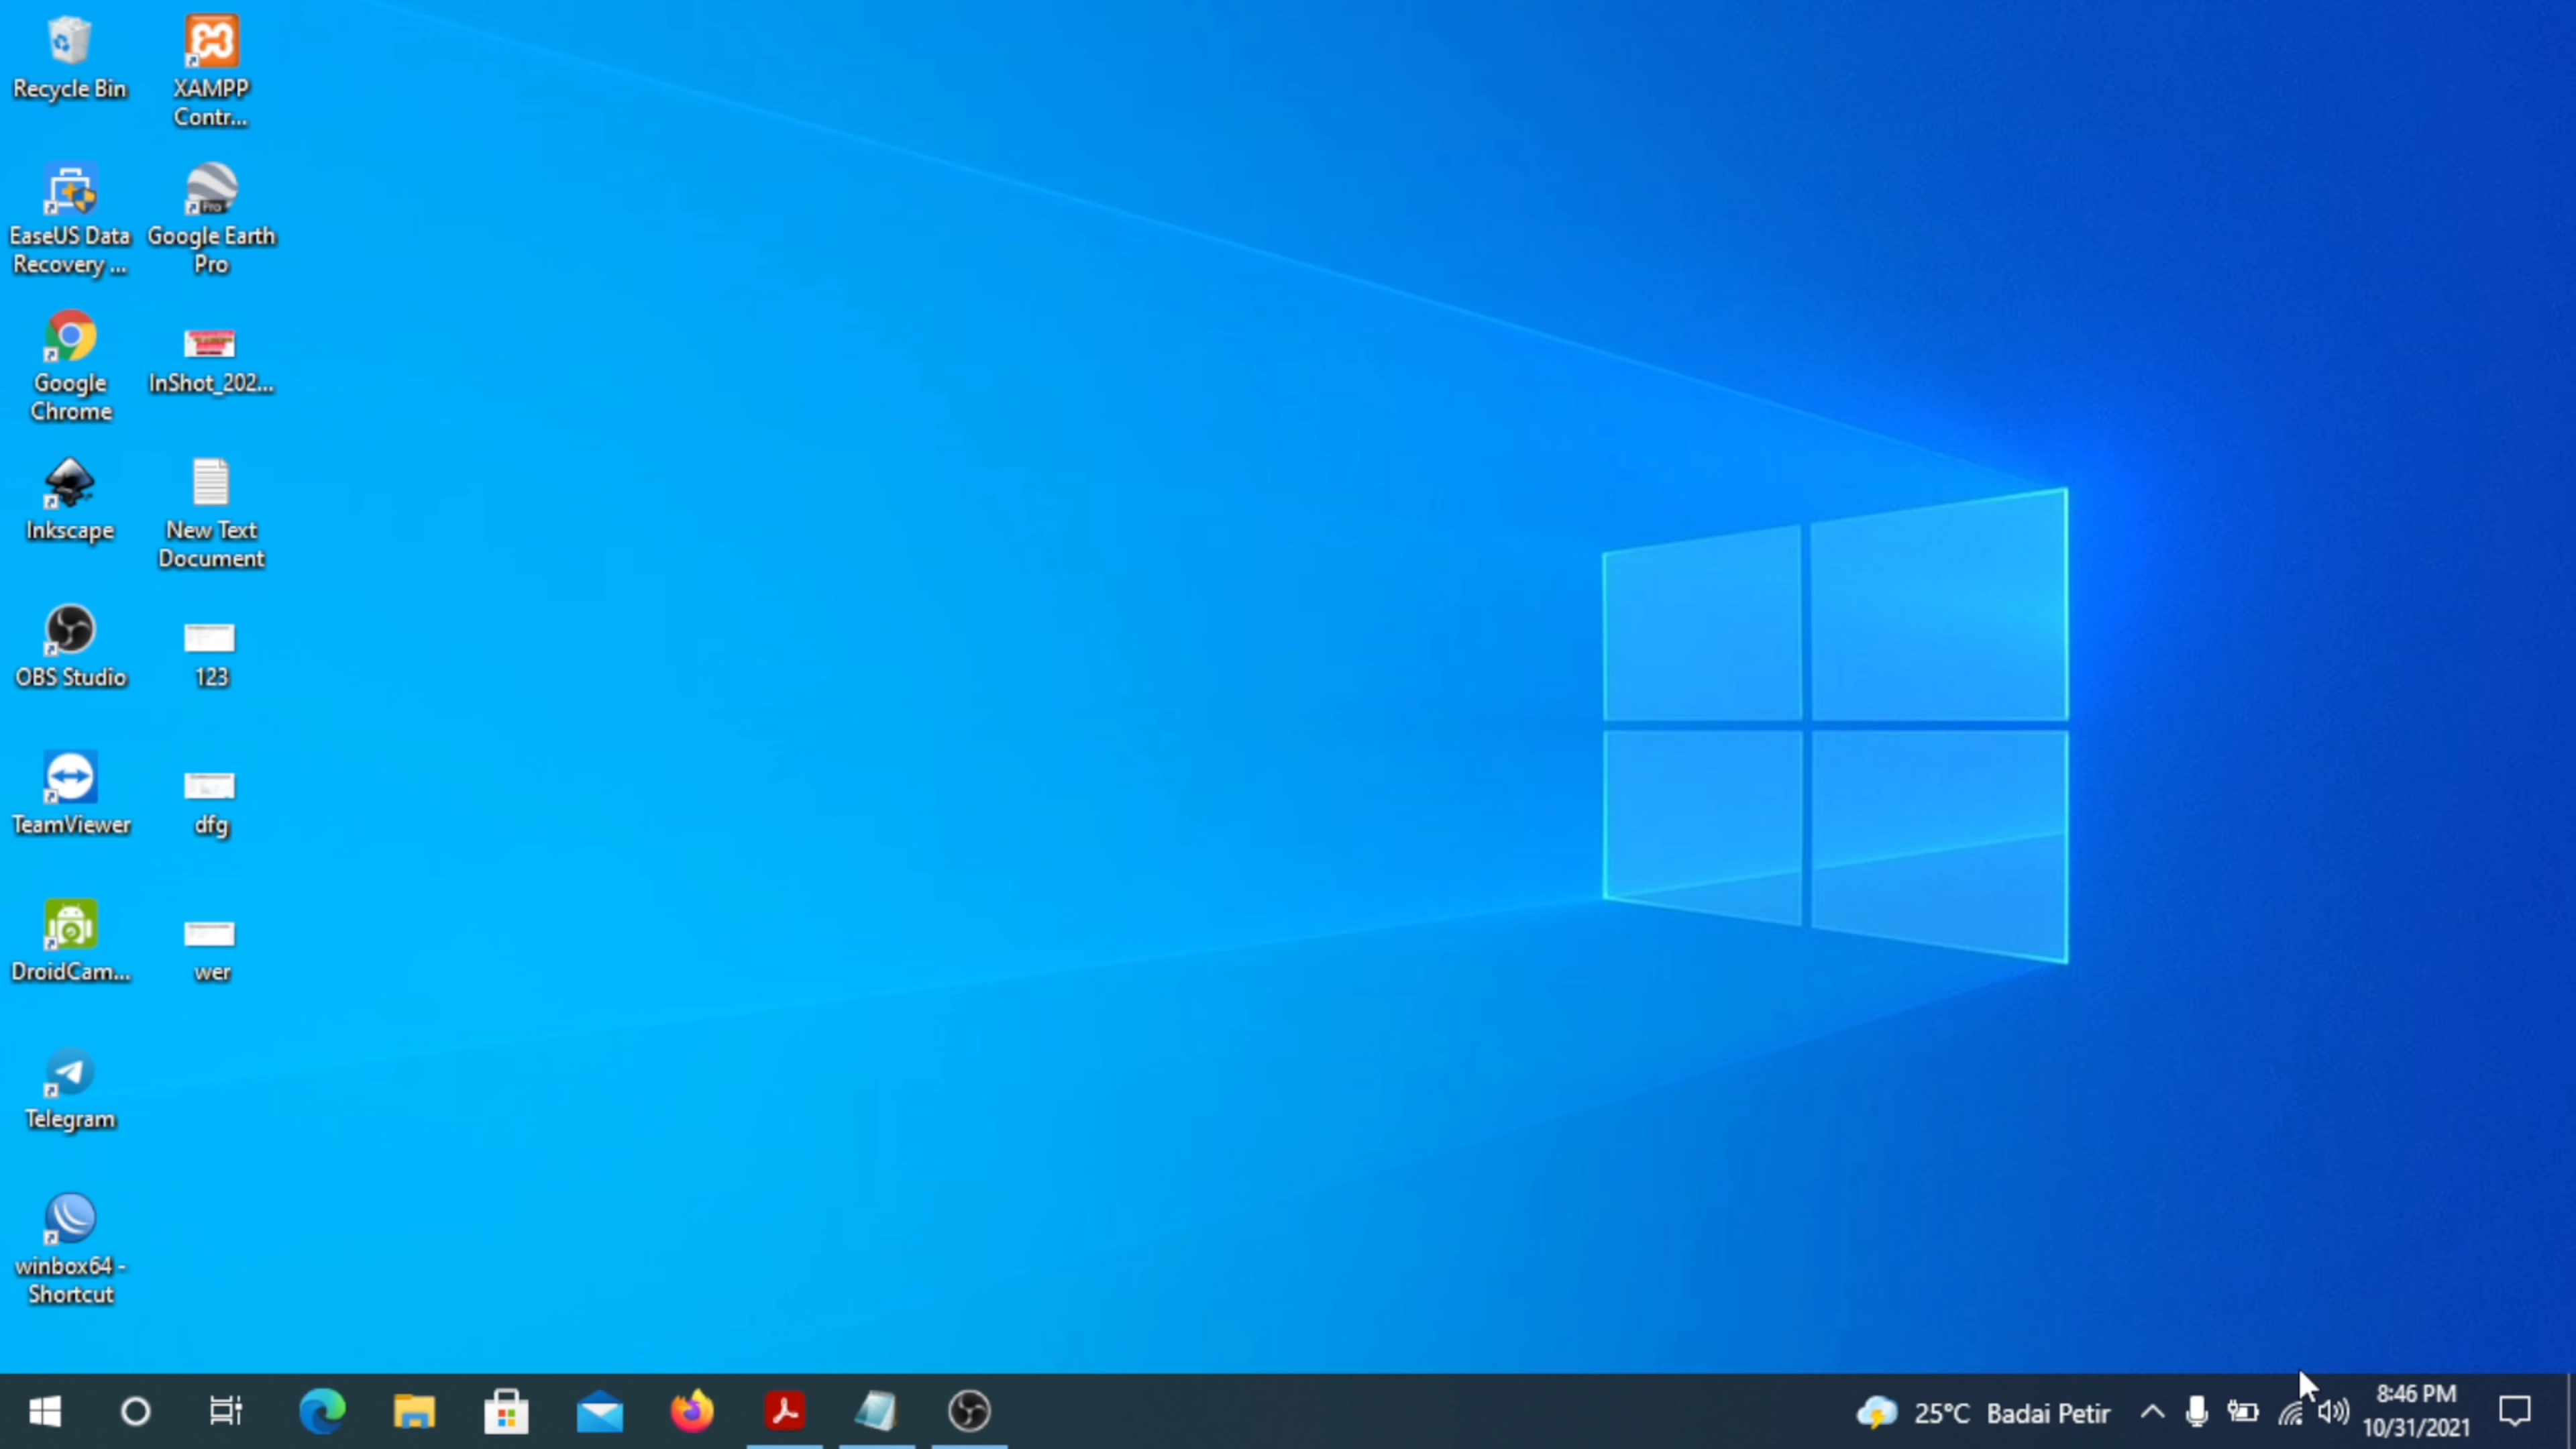 Recycle Bin
XAMPP
Contr...
EaseUS Data
Recovery ...
Google Earth
Pro
Pro
Google
Chrome
InShot_202...
Inkscape
New Text
Document
OBS Studio
123
TeamViewer
dfg
DroidCam...
wer
Telegram
winbox64 -
Shortcut
25°C Badai Petir
8:46 PM
10/31/2021